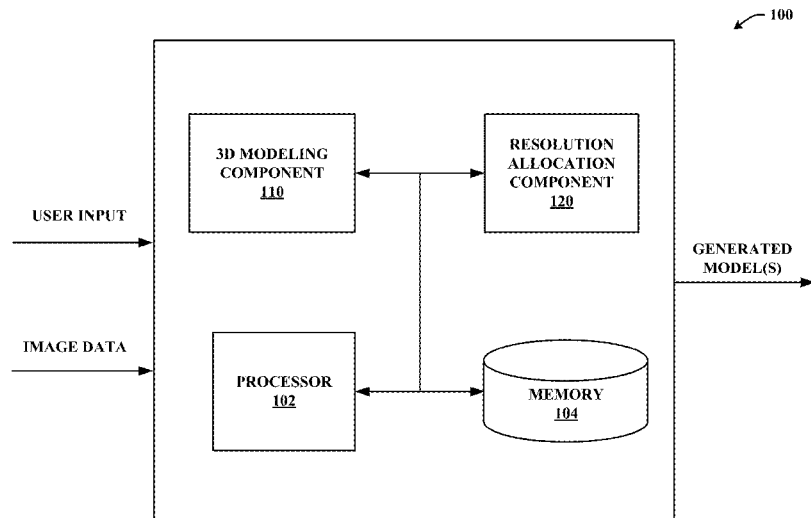 100
3D MODELING
COMPONENT
110
RESOLUTION
ALLOCATION
COMPONENT
120
USER INPUT
GENERATED
MODEL(S)
IMAGE DATA
PROCESSOR
102
MEMORY
104